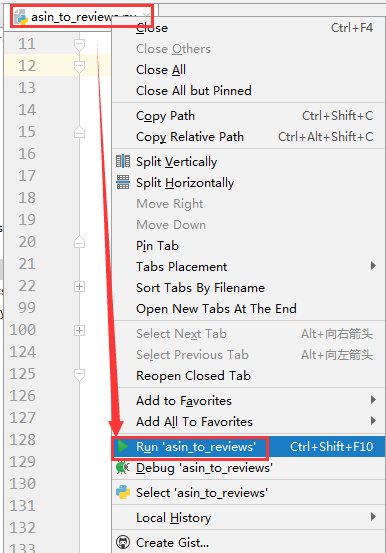 asin_to_reviews.py
11
12
13
14
15
16
17
18
19
20
21
22
99
100
124
125
126
127
128
129
130
131
132
133
Close Ctrl+F4
Close Others
Close All
Close All but Pinned
Copy Path Ctrl+Shift+C
Copy Relative Path Ctrl+Alt+Shift+C
Split Vertically
Split Horizontally
Move Right
Move Down
Pin Tab
Tabs Placement
Sort Tabs By Filename
Open New Tabs At The End
Select Next Tab Alt+向右箭头
Select Previous Tab Alt+向左箭头
Reopen Closed Tab
Add to Favorites
Add All To Favorites
Run 'asin_to_reviews' Ctrl+Shift+F10
Debug 'asin_to_reviews'
Select 'asin_to_reviews'
Local History
Create Gist...